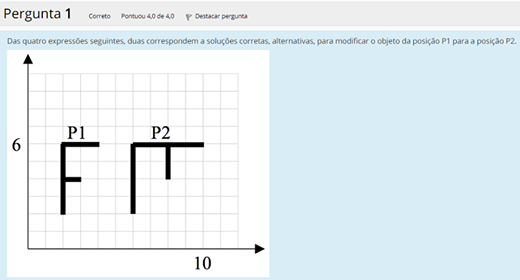 Pergunta 1 Correto Pontuou 4,0 de 4,0 Destacar pergunta
Das quatro expressões seguintes, duas correspondem a soluções corretas, alternativas, para modificar o objeto da posição P1 para a posição P2.
P1 P2
6
10